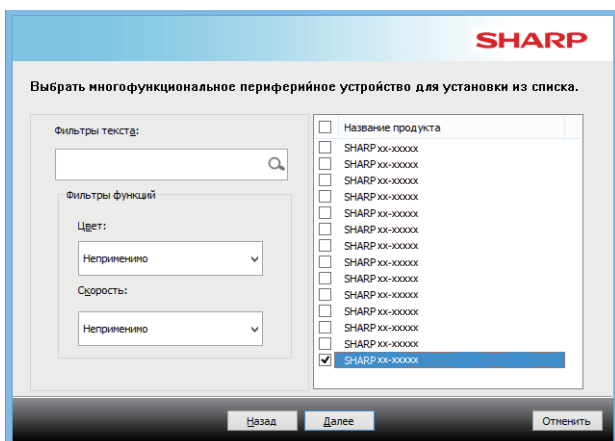 SHARP
Выбрать многофункциональное периферийное устройство для установки из списка.
Фильтры текста:
Фильтры функций
Цвет:
Неприменимо
Скорость:
Неприменимо
Название продукта
SHARP xx-xxxxx
SHARP xx-xxxxx
SHARP xx-xxxxx
SHARP xx-xxxxx
SHARP xx-xxxxx
SHARP xx-xxxxx
SHARP xx-xxxxx
SHARP xx-xxxxx
SHARP xx-xxxxx
SHARP xx-xxxxx
SHARP xx-xxxxx
SHARP xx-xxxxx
SHARP xx-xxxxx
SHARP xx-xxxxx
Назад
Далее
Отменить